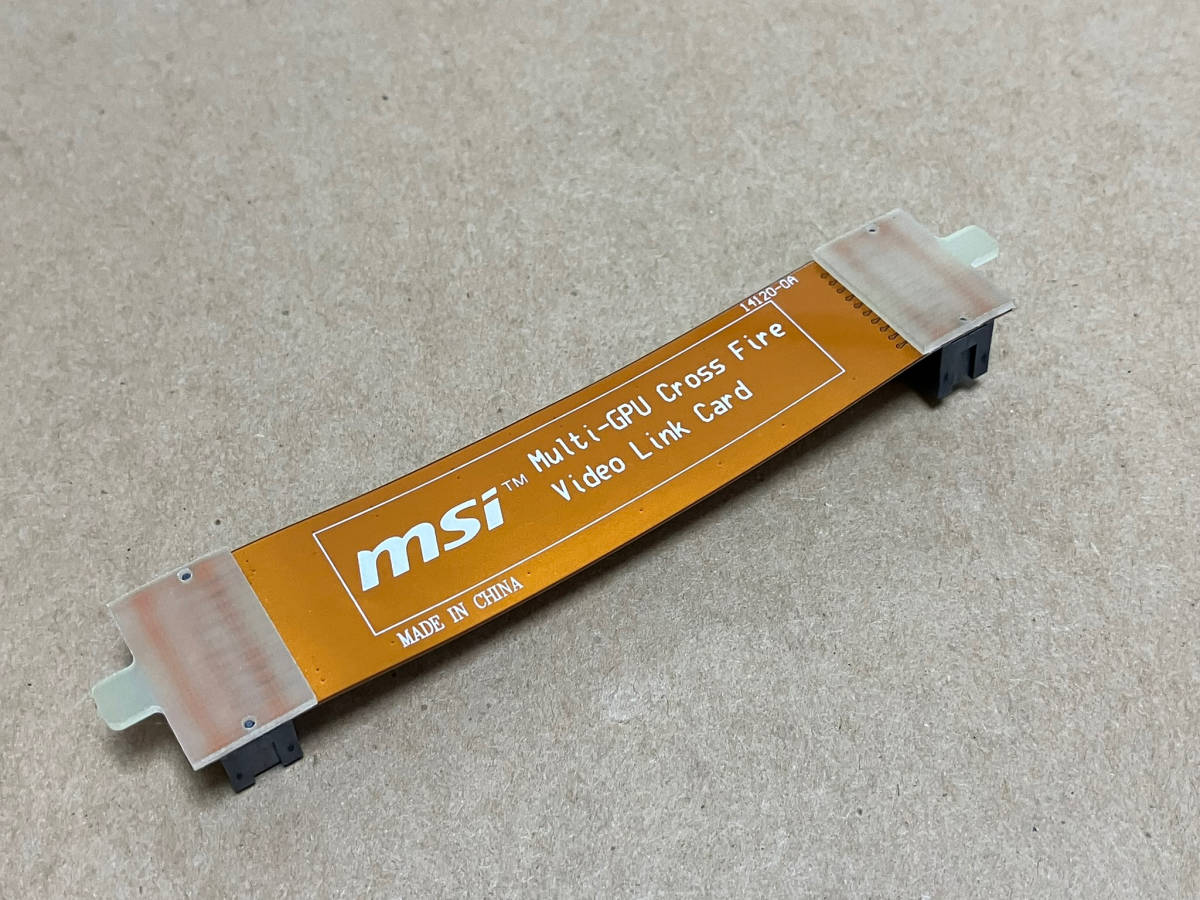 14120-0A
msi™
Multi-GPU Cross Fire
Video Link Card
MADE IN CHINA